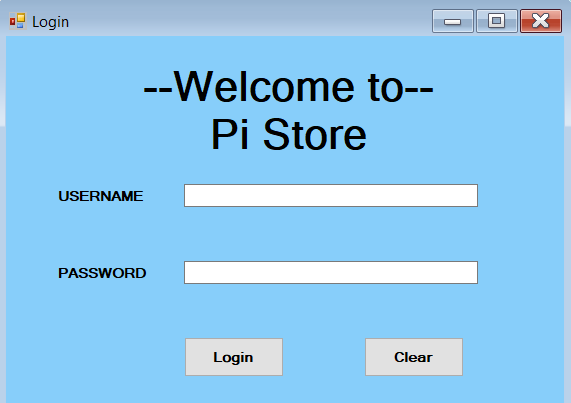 Login
--Welcome to--
Pi Store
USERNAME
PASSWORD
Login Clear